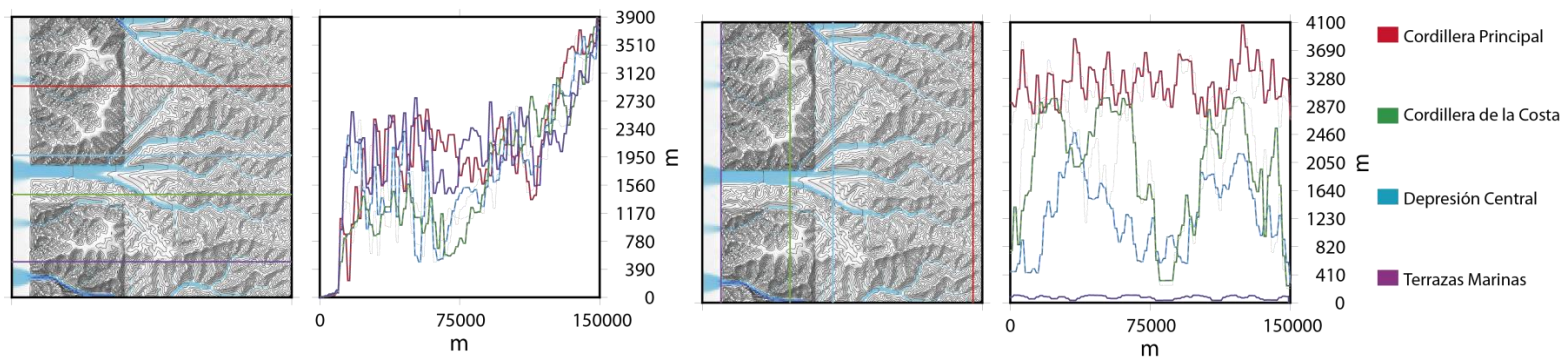 3900
3510
3120
2730
2340
1950
1560
1170
780
390
0
m
0 75000 150000
m
4100
3690
3280
2870
2460
2050
1640
1230
820
410
0
m
0 75000 150000
m
Cordillera Principal
Cordillera de la Costa
Depresión Central
Terrazas Marinas